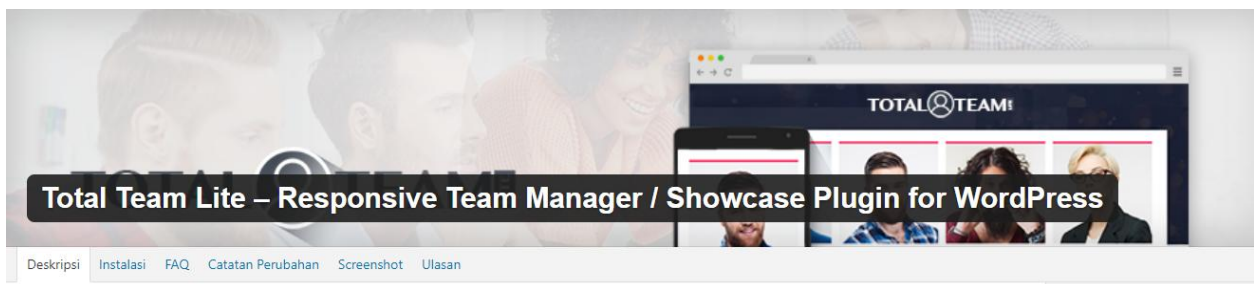 TOTAL TEAM
Total Team Lite – Responsive Team Manager / Showcase Plugin for WordPress
Deskripsi Instalasi FAQ Catatan Perubahan Screenshot Ulasan